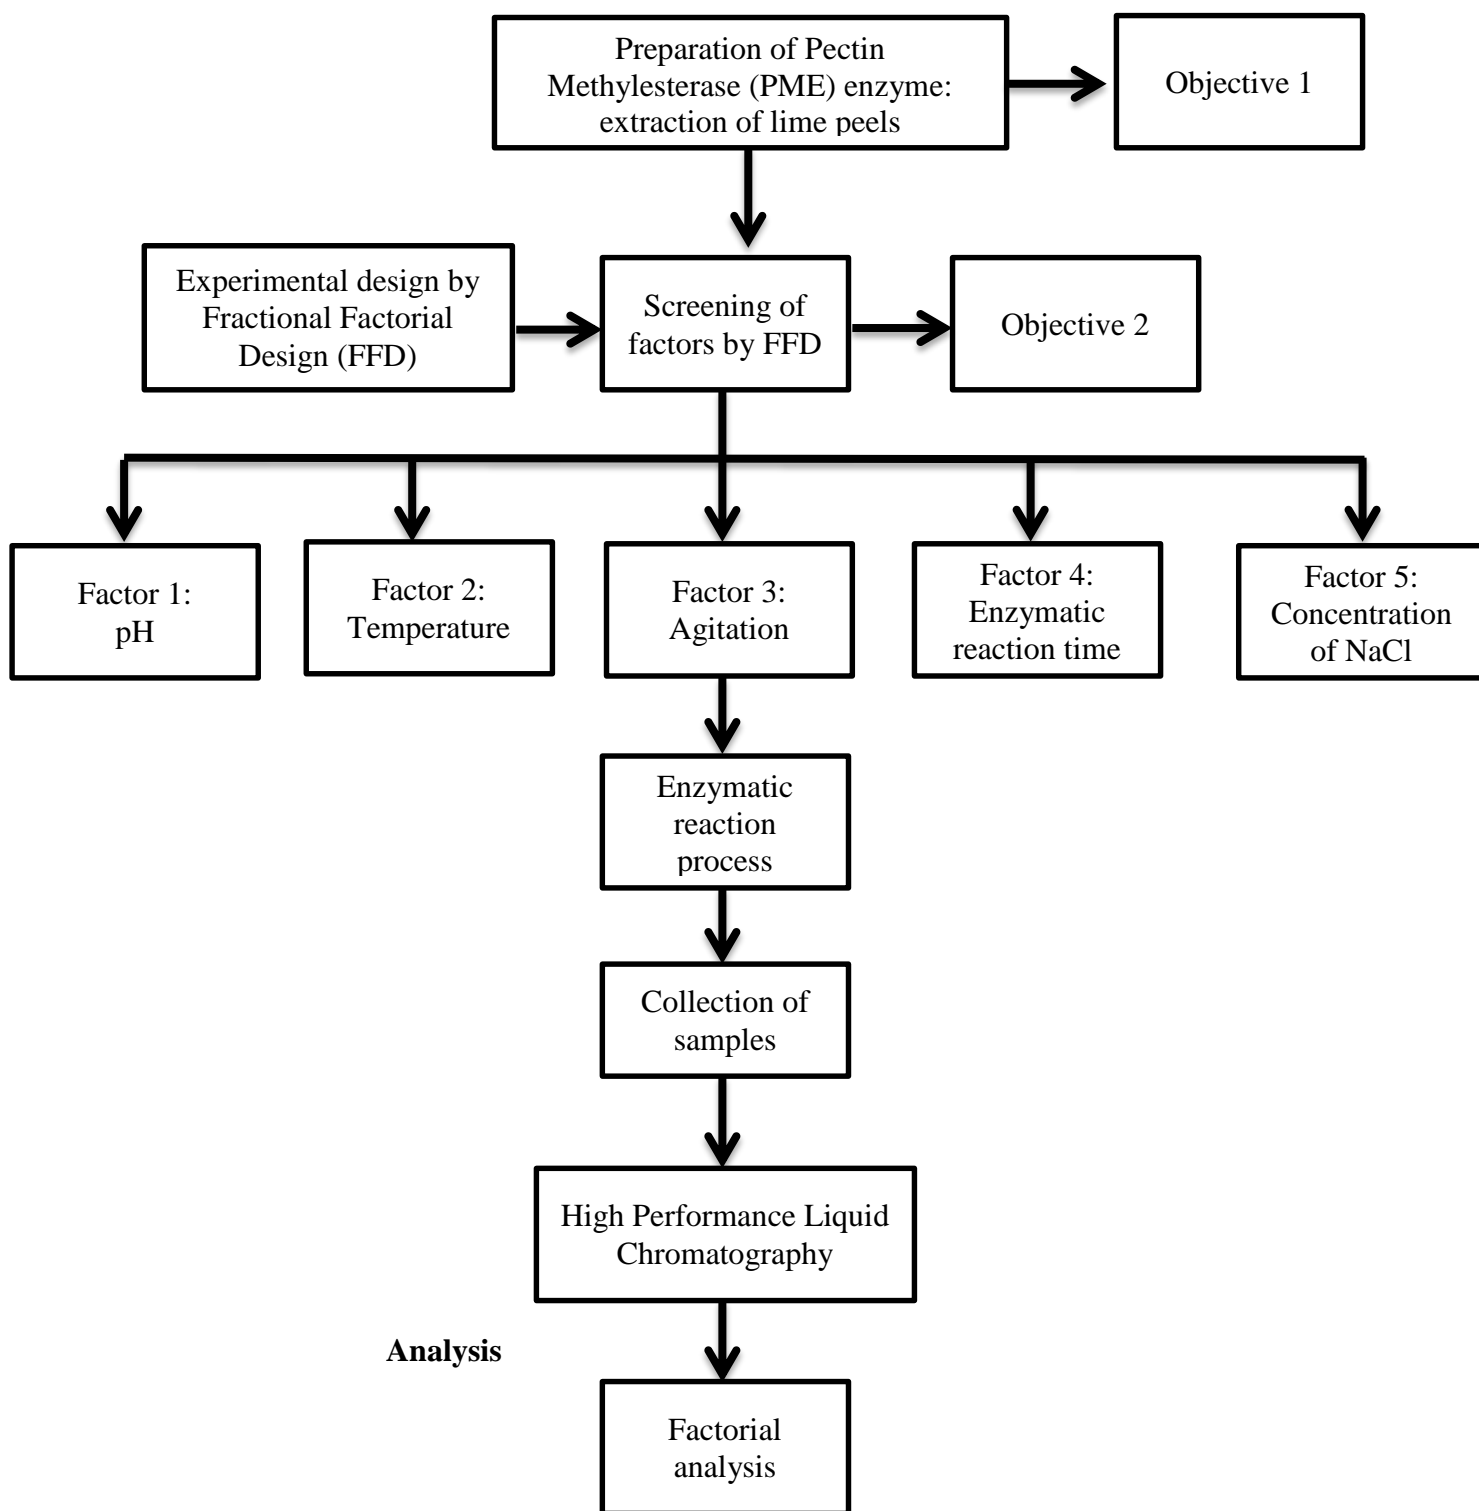 Preparation of Pectin
Methylesterase (PME) enzyme:
extraction of lime peels
Objective 1
Experimental design by
Fractional Factorial
Design (FFD)
Screening of
factors by FFD
Objective 2
Factor 1:
pH
Factor 2:
Temperature
Factor 3:
Agitation
Factor 4:
Enzymatic
reaction time
Factor 5:
Concentration
of NaCl
Enzymatic
reaction
process
Collection of
samples
High Performance Liquid
Chromatography
Analysis
Factorial
analysis